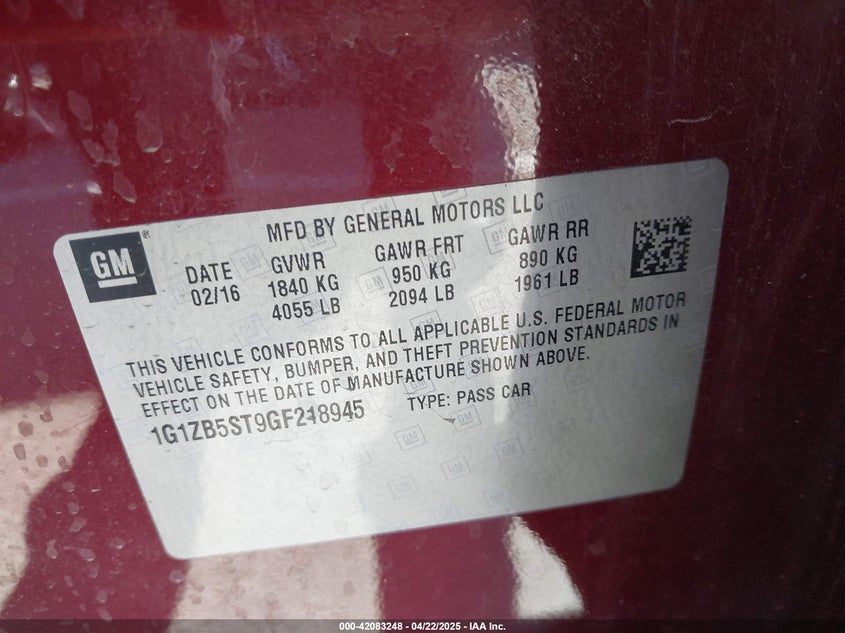 GM
MFD BY GENERAL MOTORS LLC
DATE GVWR GAWR FRT GAWR RR
02/16 1840 KG 950 KG 890 KG
4055 LB 2094 LB 1961 LB
THIS VEHICLE CONFORMS TO ALL APPLICABLE U.S. FEDERAL MOTOR
VEHICLE SAFETY, BUMPER, AND THEFT PREVENTION STANDARDS IN
EFFECT ON THE DATE OF MANUFACTURE SHOWN ABOVE.
1G1ZB5ST9GF218945 TYPE: PASS CAR
000-42083248 - 04/22/2025 - IAA Inc.